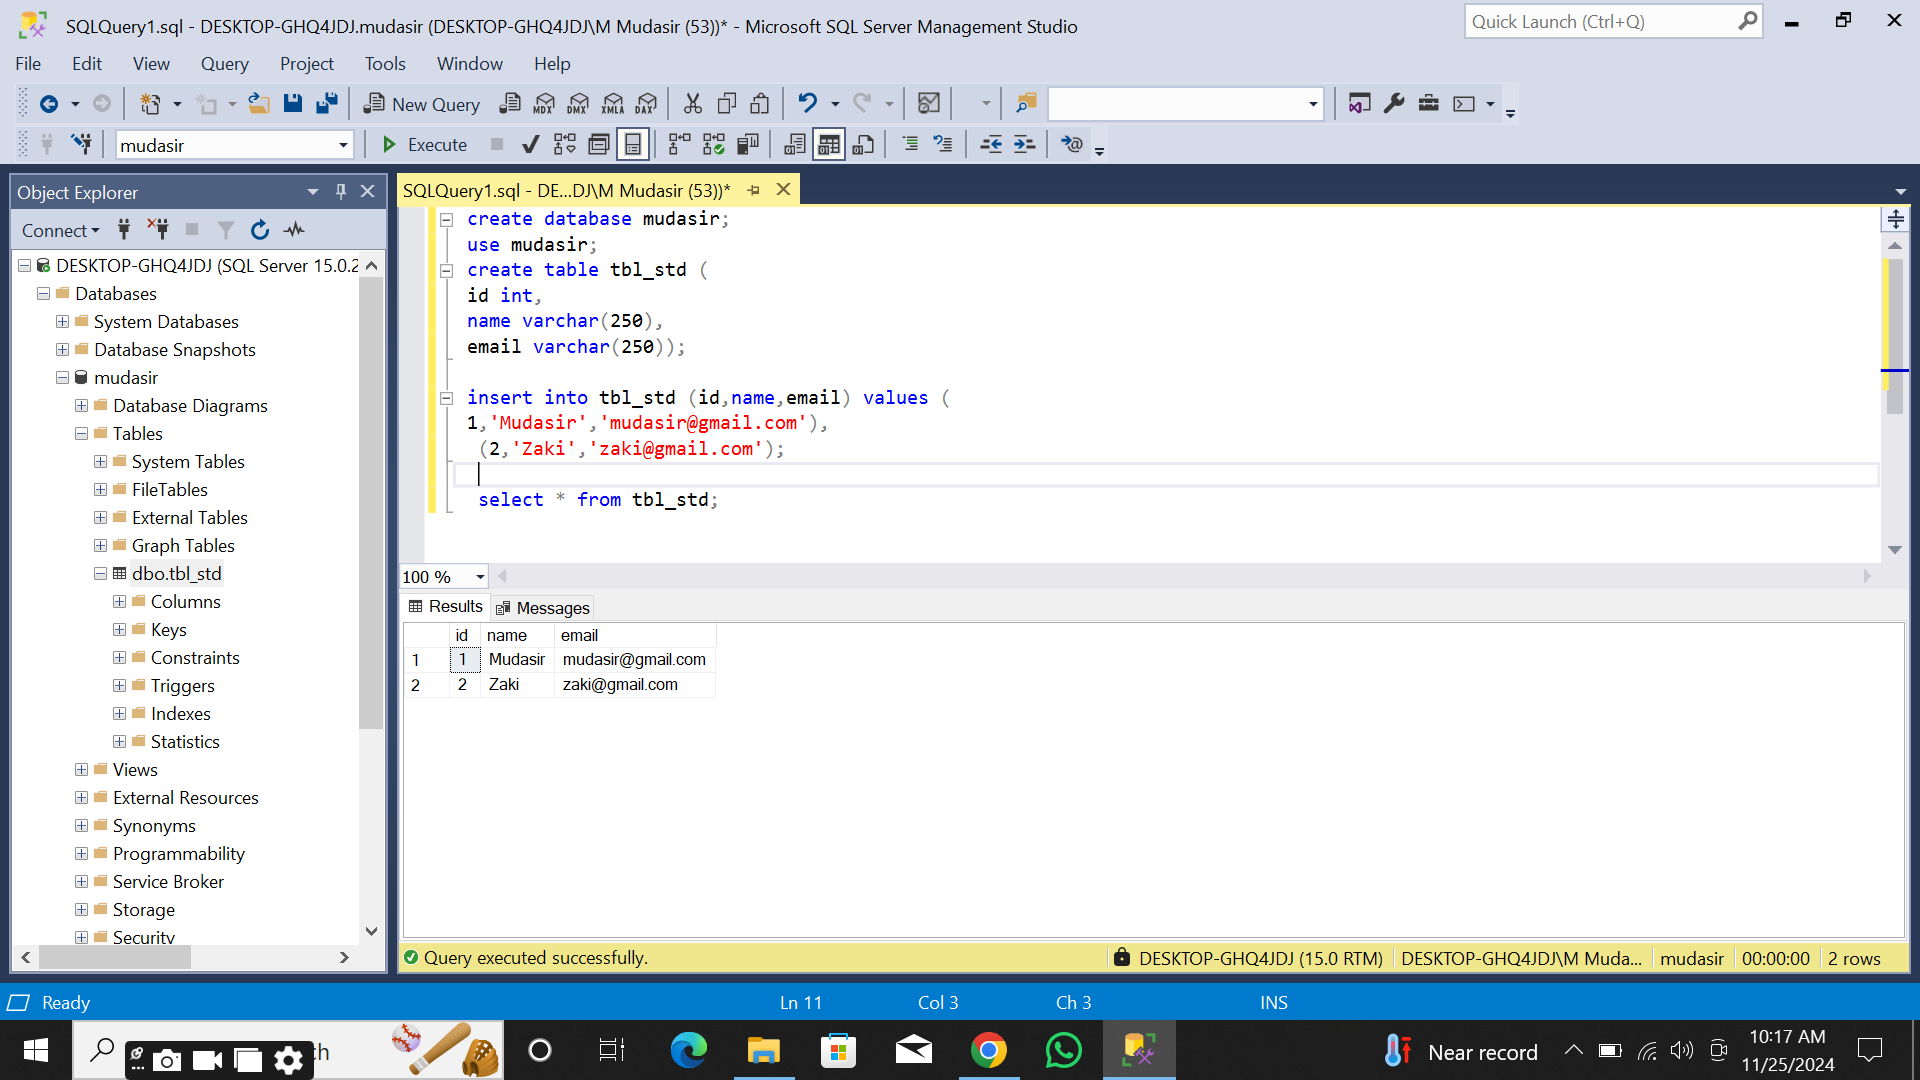 SQLQuery1.sql - DESKTOP-GHQ4JDJ.mudasir (DESKTOP-GHQ4JDJ\M Mudasir (53))* - Microsoft SQL Server Management Studio
Quick Launch (Ctrl+Q)
File Edit View Query Project Tools Window Help
New Query MDX DMX XMLA DAX
mudasir Execute
Object Explorer
Connect
DESKTOP-GHQ4JDJ (SQL Server 15.0.2
Databases
System Databases
Database Snapshots
mudasir
Database Diagrams
Tables
System Tables
FileTables
External Tables
Graph Tables
dbo.tbl_std
Columns
Keys
Constraints
Triggers
Indexes
Statistics
Views
External Resources
Synonyms
Programmability
Service Broker
Storage
Security
SQLQuery1.sql - DE...DJ\M Mudasir (53))*
create database mudasir;
use mudasir;
create table tbl_std (
id int,
name varchar(250),
email varchar(250));
insert into tbl_std (id,name,email) values (
1,'Mudasir','mudasir@gmail.com'),
(2,'Zaki','zaki@gmail.com');
select * from tbl_std;
100 %
Results Messages
id name email
1 1 Mudasir mudasir@gmail.com
2 2 Zaki zaki@gmail.com
Query executed successfully. DESKTOP-GHQ4JDJ (15.0 RTM) DESKTOP-GHQ4JDJ\M Muda... mudasir 00:00:00 2 rows
Ready Ln 11 Col 3 Ch 3 INS
ch
Near record
10:17 AM
11/25/2024